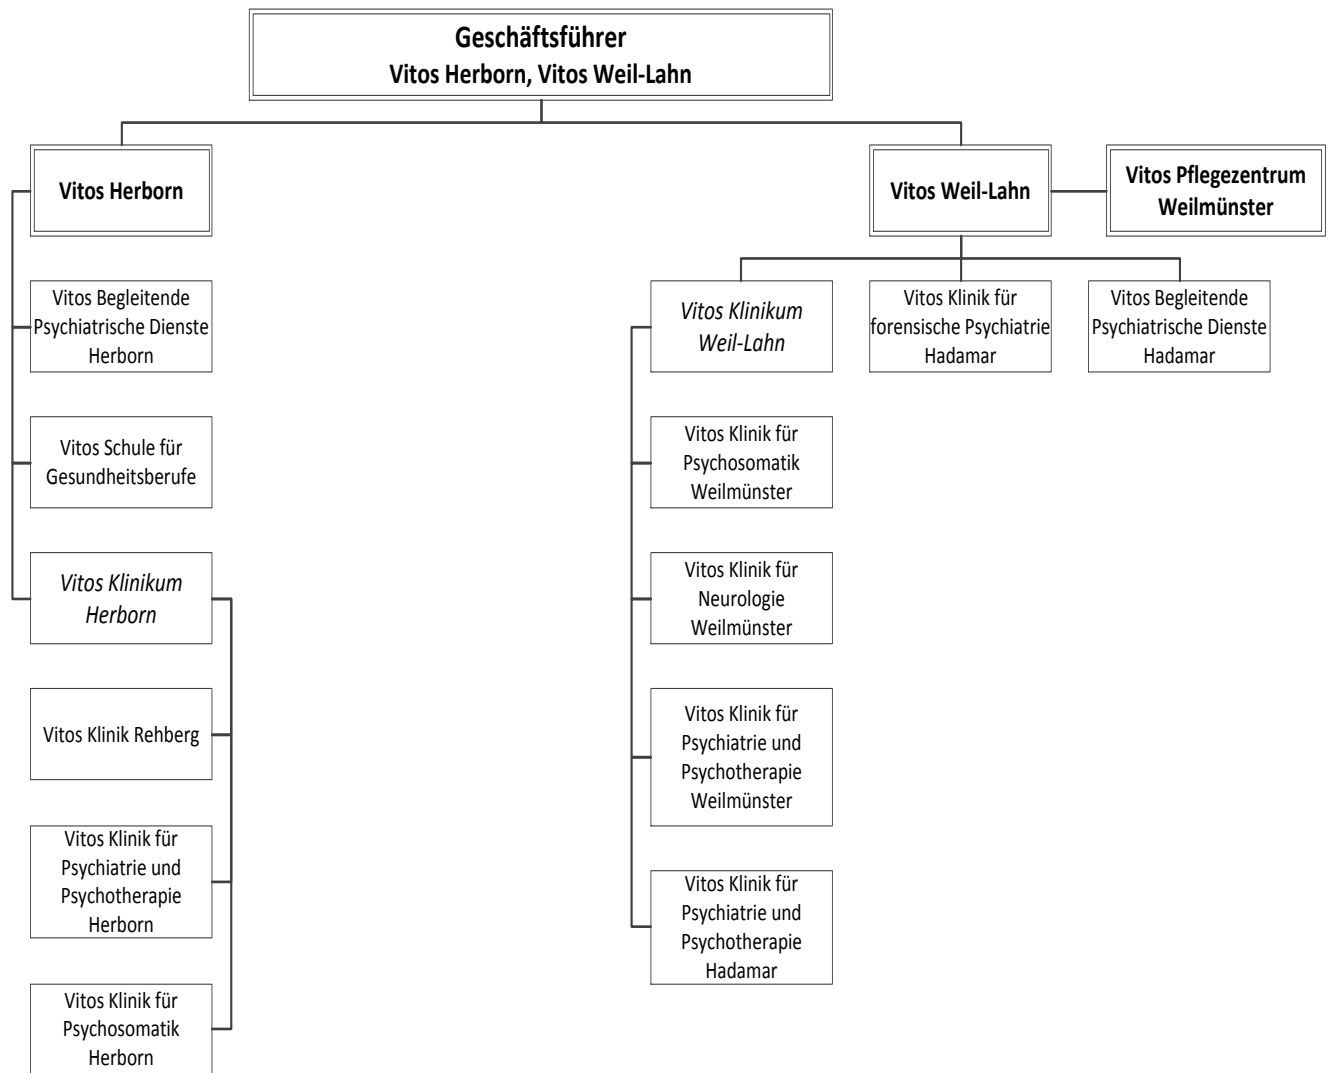 Geschäftsführer
Vitos Herborn, Vitos Weil-Lahn
Vitos Herborn
Vitos Weil-Lahn
Vitos Pflegezentrum
Weilmünster
Vitos Begleitende
Psychiatrische Dienste
Herborn
Vitos Schule für
Gesundheitsberufe
Vitos Klinikum
Herborn
Vitos Klinik Rehberg
Vitos Klinik für
Psychiatrie und
Psychotherapie
Herborn
Vitos Klinik für
Psychosomatik
Herborn
Vitos Klinikum
Weil-Lahn
Vitos Klinik für
forensische Psychiatrie
Hadamar
Vitos Begleitende
Psychiatrische Dienste
Hadamar
Vitos Klinik für
Psychosomatik
Weilmünster
Vitos Klinik für
Neurologie
Weilmünster
Vitos Klinik für
Psychiatrie und
Psychotherapie
Weilmünster
Vitos Klinik für
Psychiatrie und
Psychotherapie
Hadamar